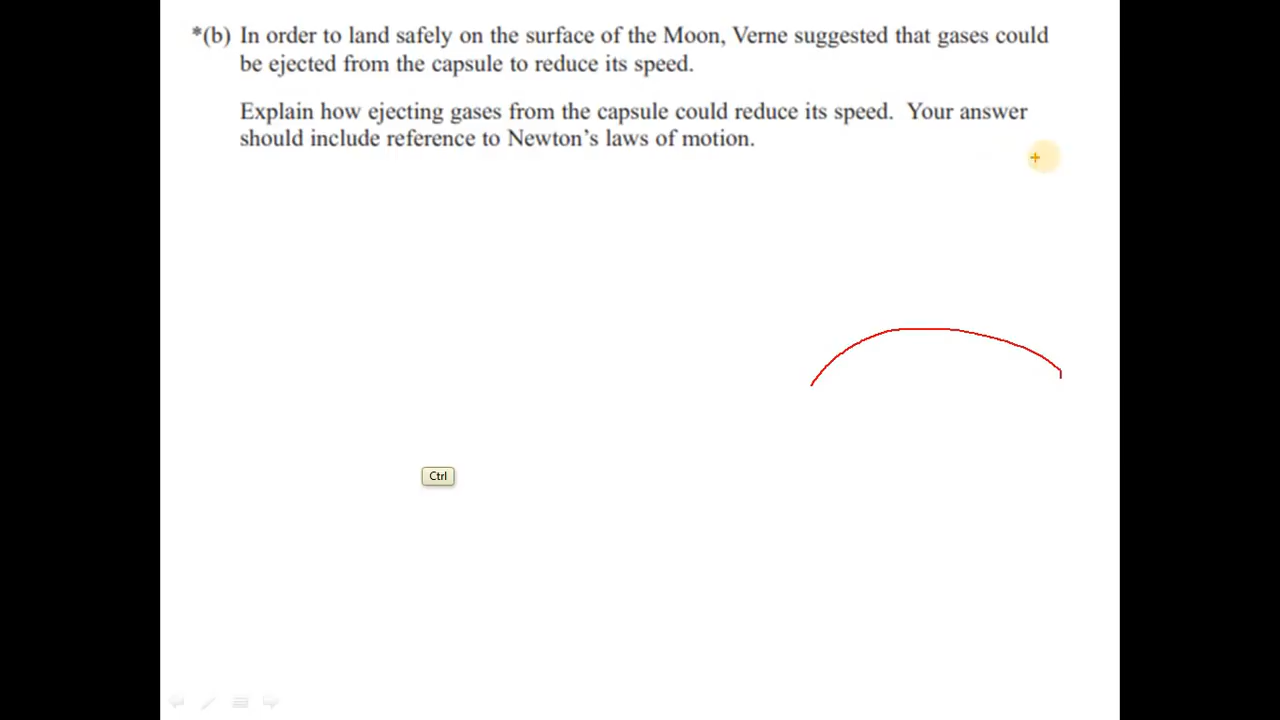 *(b) In order to land safely on the surface of the Moon, Verne suggested that gases could
be ejected from the capsule to reduce its speed.
Explain how ejecting gases from the capsule could reduce its speed. Your answer
should include reference to Newton's laws of motion.
Ctrl